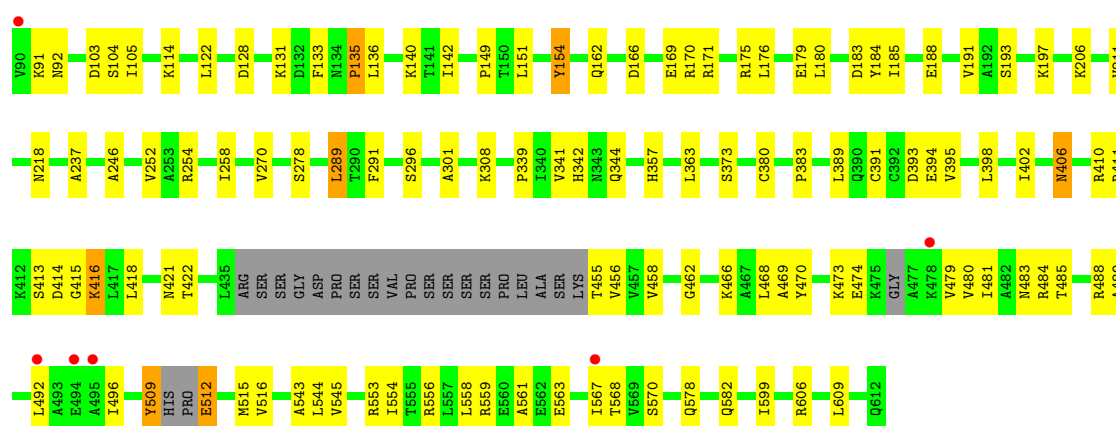 V90 K91 N92 D103 S104 I105 K114 L122 D128 K131 D132 F133 N134 P135 L136 K140 T141 I142 P149 T150 L151 Y154 Q162 D166 E169 R170 R171 R175 L176 E179 L180 D183 Y184 I185 E188 V191 A192 S193 K197 K206
N218 A237 A246 V252 A253 R254 I258 V270 S278 L289 T290 F291 S296 A301 K308 P339 I340 V341 H342 N343 Q344 H357 L363 S373 C380 P383 L389 Q390 C391 C392 D393 E394 V395 L398 I402 N406 R410
K412 S413 D414 G415 K416 L417 L418 N421 T422 L435 ARG SER SER GLY ASP PRO SER SER VAL PRO SER SER SER SER PRO LEU ALA SER LYS T455 V456 V457 V458 G462 K466 A467 L468 A469 Y470 K473 E474 K475 GLY A477 K478 V479 V480 I481 A482 N483 R484 T485 R488
L492 A493 E494 A495 I496 Y509 HIS PRO E512 M515 V516 A543 L544 V545 R553 I554 T555 R556 L557 L558 R559 E560 A561 E562 E563 I567 T568 V569 S570 Q578 Q582 I599 R606 L609 Q612